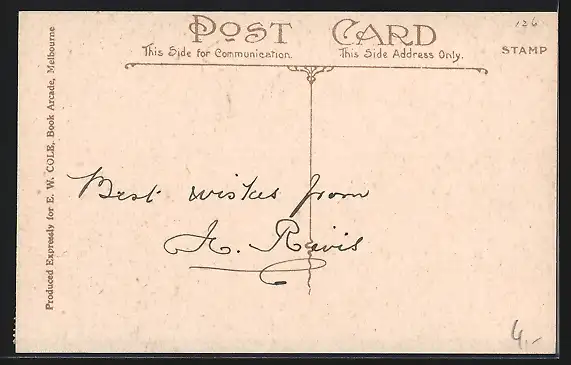 POST CARD
This Side for Communication. This Side Address Only.
126
STAMP
Produced Expressly for E. W. COLE, Book Arcade, Melbourne
Best wishes from
A. Ravis
4.-